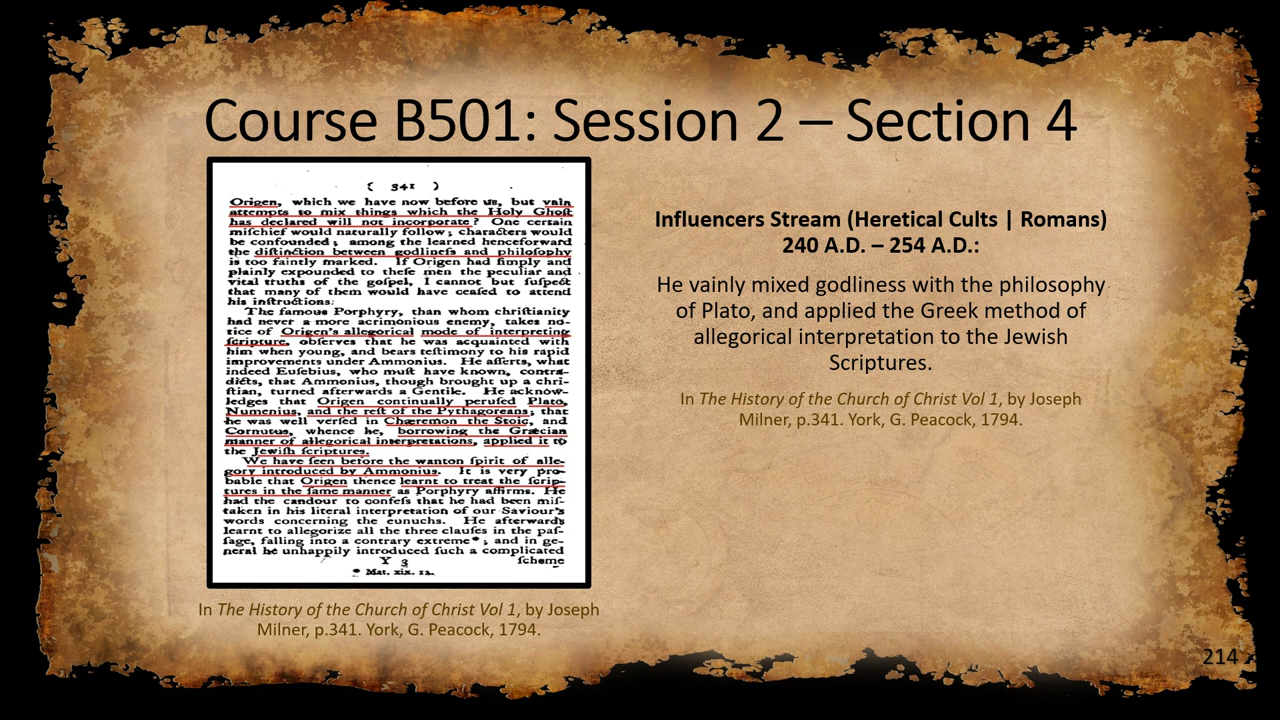 Course B501: Session 2 – Section 4
( 341 )
Origen, which we have now before us, but vain
attempts to mix things which the Holy Ghost
has declared will not incorporate? One certain
mischief would naturally follow; characters would
be confounded; among the learned henceforward
the distinction between godlineſs and philoſophy
is too faintly marked. If Origen had ſimply and
plainly expounded to theſe men the peculiar and
vital truths of the goſpel, I cannot but ſuſpect
that many of them would have ceaſed to attend
his inſtructions.
The famous Porphyry, than whom chriſtianity
had never a more acrimonious enemy, takes no-
tice of Origen's allegorical mode of interpreting
ſcripture, obſerves that he was acquainted with
him when young, and bears teſtimony to his rapid
improvements under Ammonius. He aſſerts, what
indeed Euſebius, who muſt have known, contra-
dicts, that Ammonius, though brought up a chri-
ſtian, turned afterwards a Gentile. He acknow-
ledges that Origen continually peruſed Plato,
Numenius, and the reſt of the Pythagoreans; that
he was well verſed in Chæremon the Stoic, and
Cornutus, whence he, borrowing the Græcian
manner of allegorical interpretations, applied it to
the Jewiſh ſcriptures.
We have ſeen before the wanton ſpirit of alle-
gory introduced by Ammonius. It is very pro-
bable that Origen thence learnt to treat the ſcrip-
tures in the ſame manner as Porphyry affirms. He
had the candour to confeſs that he had been miſ-
taken in his literal interpretation of our Saviour's
words concerning the eunuchs. He afterwards
learnt to allegorize all the three clauſes in the paſ-
ſage, falling into a contrary extreme*; and in ge-
neral he unhappily introduced ſuch a complicated
Y 3 ſcheme
* Mat. xix. 12.
In The History of the Church of Christ Vol 1, by Joseph
Milner, p.341. York, G. Peacock, 1794.
Influencers Stream (Heretical Cults | Romans)
240 A.D. – 254 A.D.:
He vainly mixed godliness with the philosophy
of Plato, and applied the Greek method of
allegorical interpretation to the Jewish
Scriptures.
In The History of the Church of Christ Vol 1, by Joseph
Milner, p.341. York, G. Peacock, 1794.
214